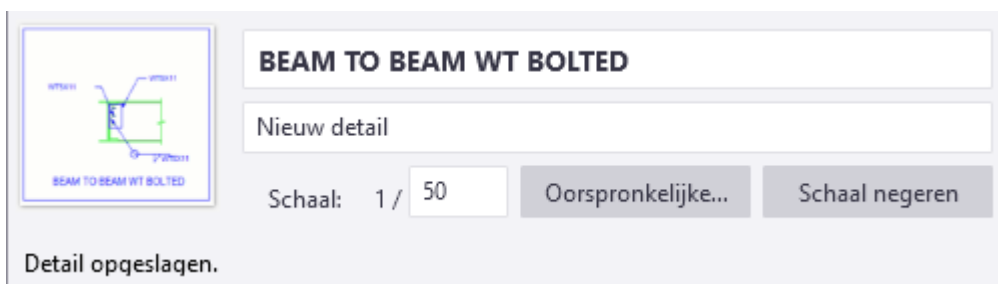 BEAM TO BEAM WT BOLTED
Nieuw detail
BEAM TO BEAM WT BOLTED
Schaal: 1 / 50 Oorspronkelijke... Schaal negeren
Detail opgeslagen.